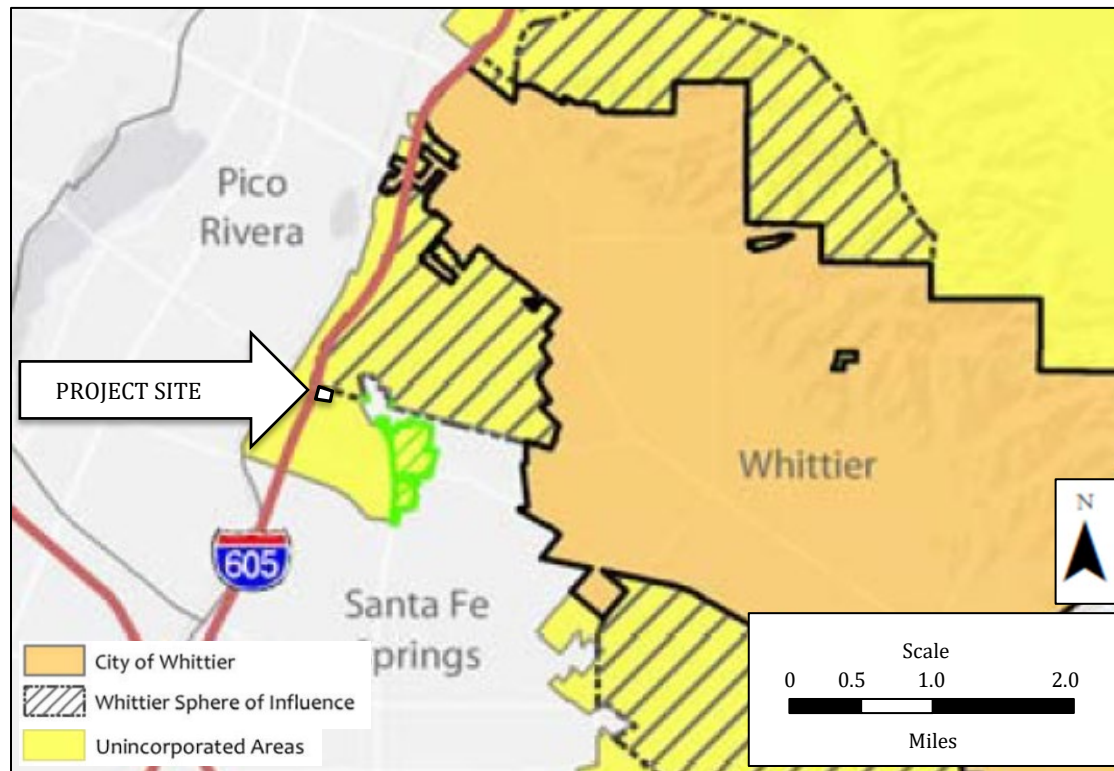 Pico
Rivera
PROJECT SITE
Whittier
N
605
Santa Fe
Springs
City of Whittier
Whittier Sphere of Influence
Unincorporated Areas
Scale
0 0.5 1.0 2.0
Miles